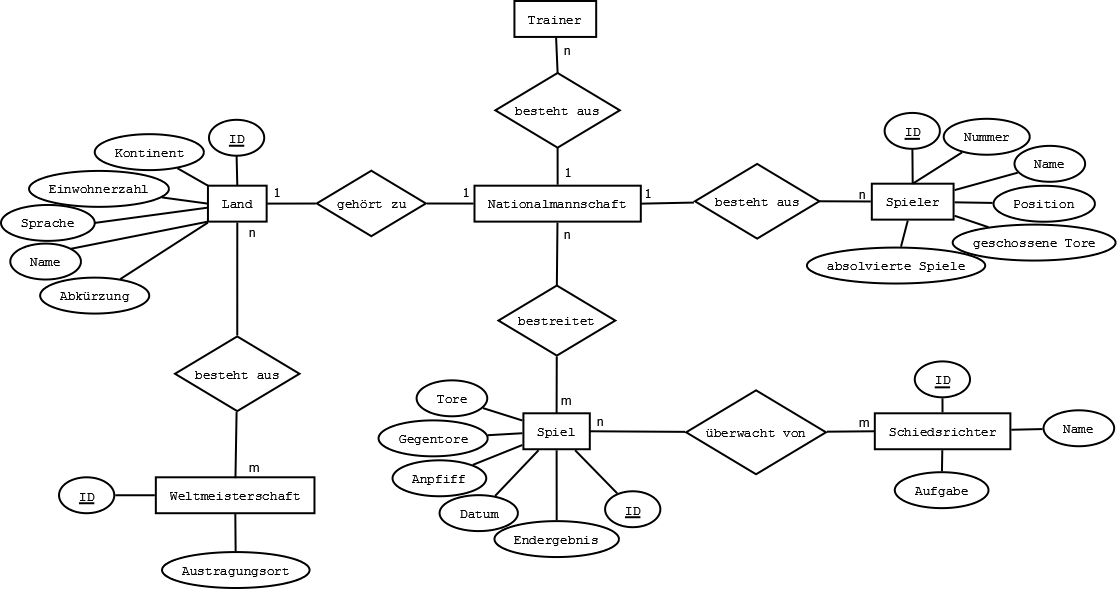 Trainer
n
besteht aus
1
ID
Kontinent
Einwohnerzahl
Sprache
Name
Abkürzung
Land
1
gehört zu
1
Nationalmannschaft
1
besteht aus
n
Spieler
ID
Nummer
Name
Position
geschossene Tore
absolvierte Spiele
n
besteht aus
m
Weltmeisterschaft
ID
Austragungsort
n
bestreitet
m
Spiel
Tore
Gegentore
Anpfiff
Datum
Endergebnis
ID
n
überwacht von
m
Schiedsrichter
ID
Name
Aufgabe